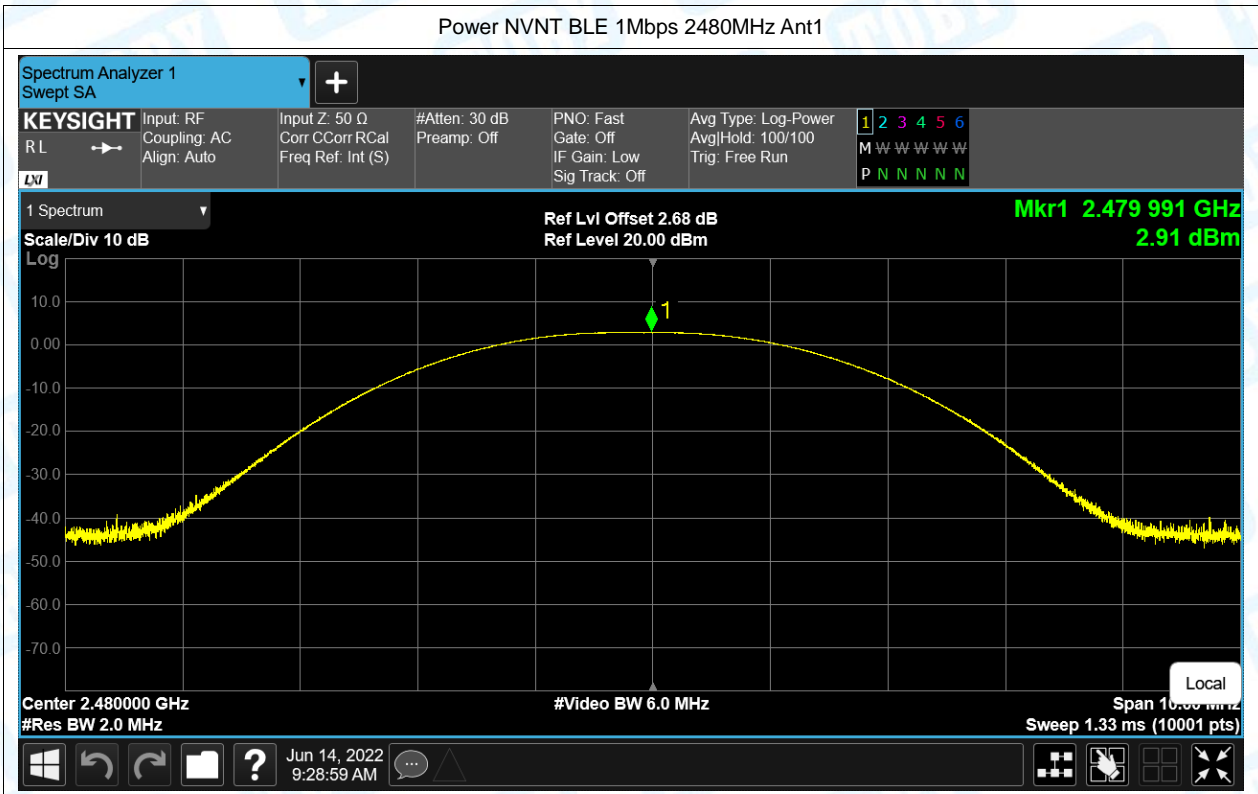 Power NVNT BLE 1Mbps 2480MHz Ant1
Spectrum Analyzer 1
Swept SA
KEYSIGHT
R L
LXI
Input: RF
Coupling: AC
Align: Auto
Input Z: 50 Ω
Corr CCorr RCal
Freq Ref: Int (S)
#Atten: 30 dB
Preamp: Off
PNO: Fast
Gate: Off
IF Gain: Low
Sig Track: Off
Avg Type: Log-Power
Avg|Hold: 100/100
Trig: Free Run
1 2 3 4 5 6
M W W W W W W
P N N N N N
1 Spectrum
Scale/Div 10 dB
Ref Lvl Offset 2.68 dB
Ref Level 20.00 dBm
Mkr1 2.479 991 GHz
2.91 dBm
Log
1
10.0
0.00
-10.0
-20.0
-30.0
-40.0
-50.0
-60.0
-70.0
Local
Center 2.480000 GHz
#Video BW 6.0 MHz
Span 10.00 MHz
#Res BW 2.0 MHz
Sweep 1.33 ms (10001 pts)
?
Jun 14, 2022
9:28:59 AM